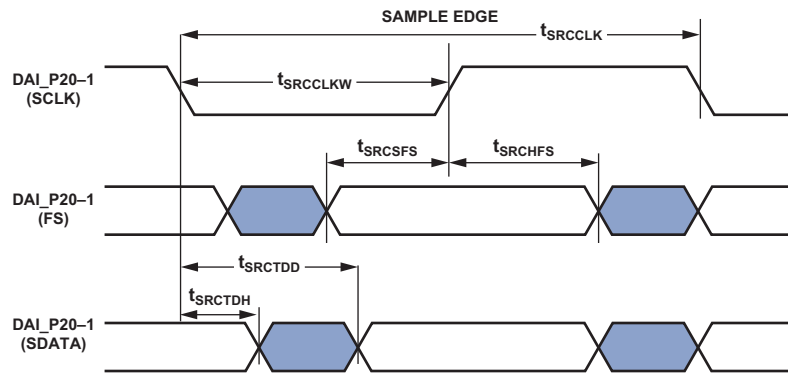 SAMPLE EDGE
tSRCCLK
DAI_P20–1
(SCLK)
tSRCCLKW
tSRCSFS
tSRCHFS
DAI_P20–1
(FS)
tSRCTDD
tSRCTDH
DAI_P20–1
(SDATA)